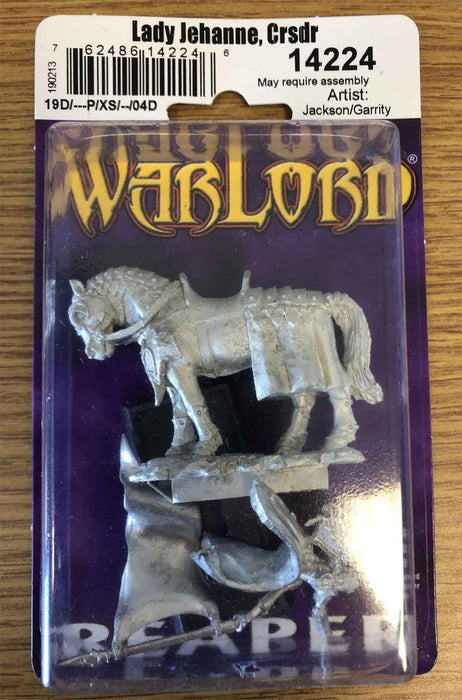 Lady Jehanne, Crsdr
7 62486 14224 6
14224
190213
May require assembly
Artist:
19D/---P/XS/--/04D
Jackson/Garrity
WARLORD®
REAPER